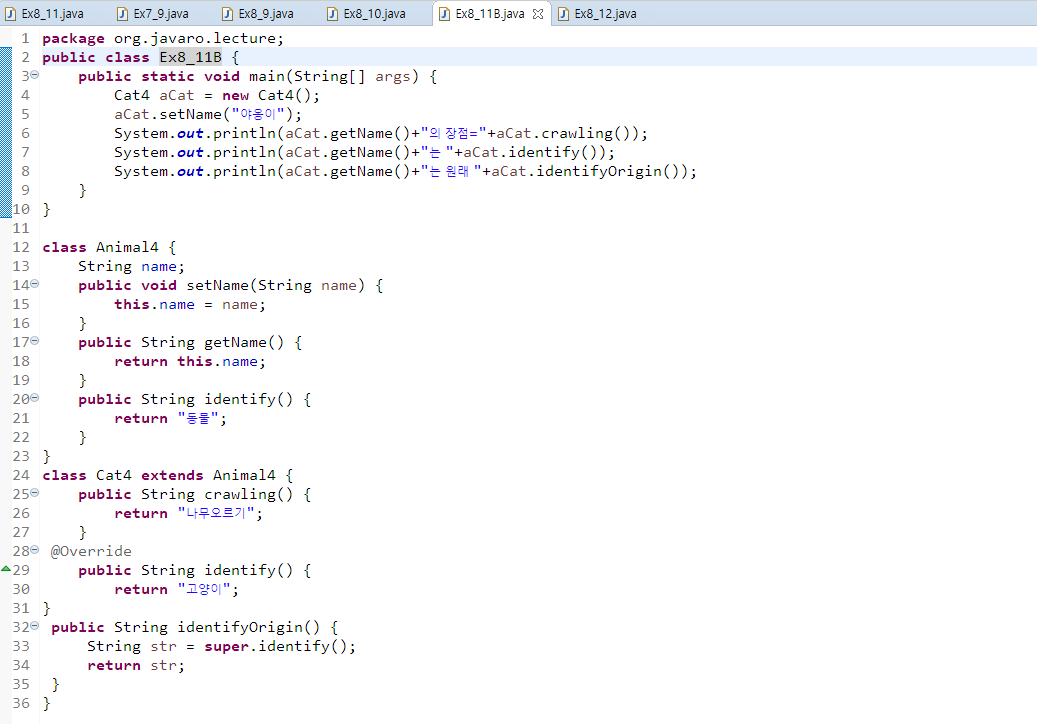 Ex8_11.java Ex7_9.java Ex8_9.java Ex8_10.java Ex8_11B.java Ex8_12.java
1 package org.javaro.lecture;
2 public class Ex8_11B {
3 public static void main(String[] args) {
4 Cat4 aCat = new Cat4();
5 aCat.setName("야옹이");
6 System.out.println(aCat.getName()+"의 장점="+aCat.crawling());
7 System.out.println(aCat.getName()+"는 "+aCat.identify());
8 System.out.println(aCat.getName()+"는 원래 "+aCat.identifyOrigin());
9 }
10 }
11
12 class Animal4 {
13 String name;
14 public void setName(String name) {
15 this.name = name;
16 }
17 public String getName() {
18 return this.name;
19 }
20 public String identify() {
21 return "동물";
22 }
23 }
24 class Cat4 extends Animal4 {
25 public String crawling() {
26 return "나무오르기";
27 }
28 @Override
29 public String identify() {
30 return "고양이";
31 }
32 public String identifyOrigin() {
33 String str = super.identify();
34 return str;
35 }
36 }